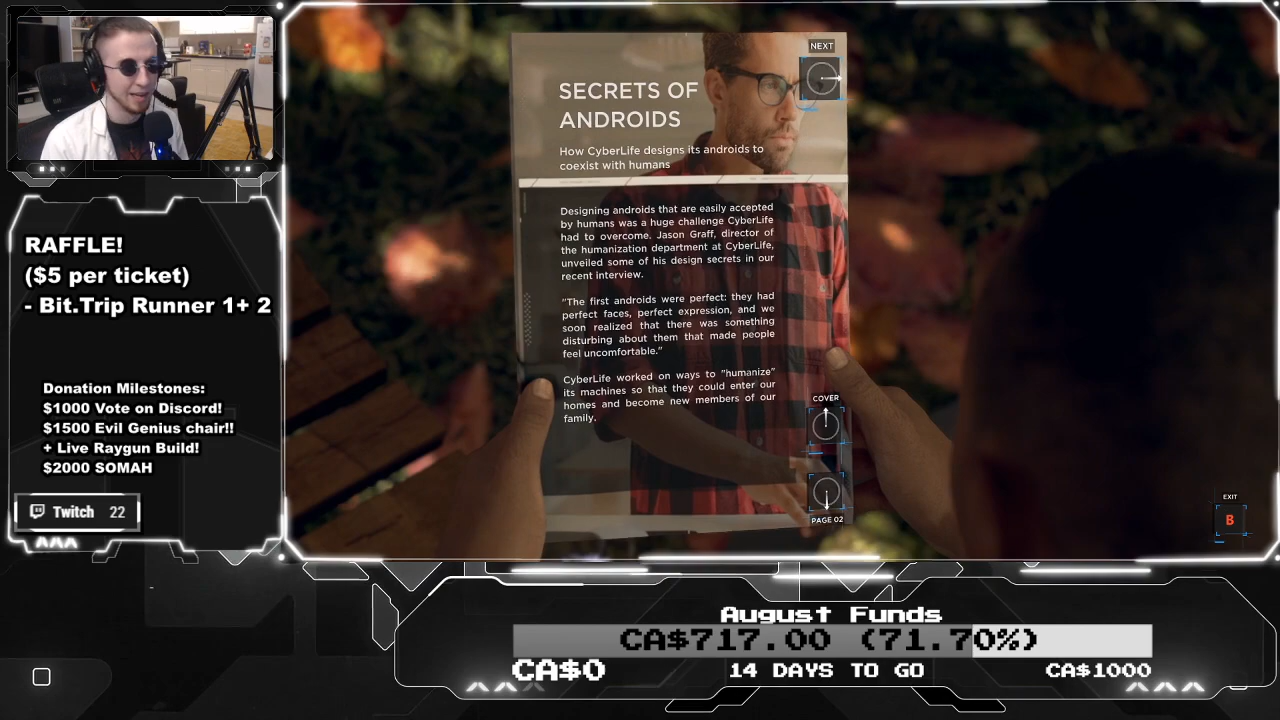 RAFFLE!
($5 per ticket)
- Bit.Trip Runner 1+ 2
Donation Milestones:
$1000 Vote on Discord!
$1500 Evil Genius chair!!
+ Live Raygun Build!
$2000 SOMAH
Twitch 22
NEXT
SECRETS OF
ANDROIDS
How CyberLife designs its androids to
coexist with humans
Designing androids that are easily accepted
by humans was a huge challenge CyberLife
had to overcome. Jason Graff, director of
the humanization department at CyberLife,
unveiled some of his design secrets in our
recent interview.
"The first androids were perfect: they had
perfect faces, perfect expression, and we
soon realized that there was something
disturbing about them that made people
feel uncomfortable."
CyberLife worked on ways to "humanize"
its machines so that they could enter our
homes and become new members of our
family.
COVER
PAGE 02
EXIT
B
August Funds
CA$717.00 (71.70%)
CA$0 14 DAYS TO GO CA$1000